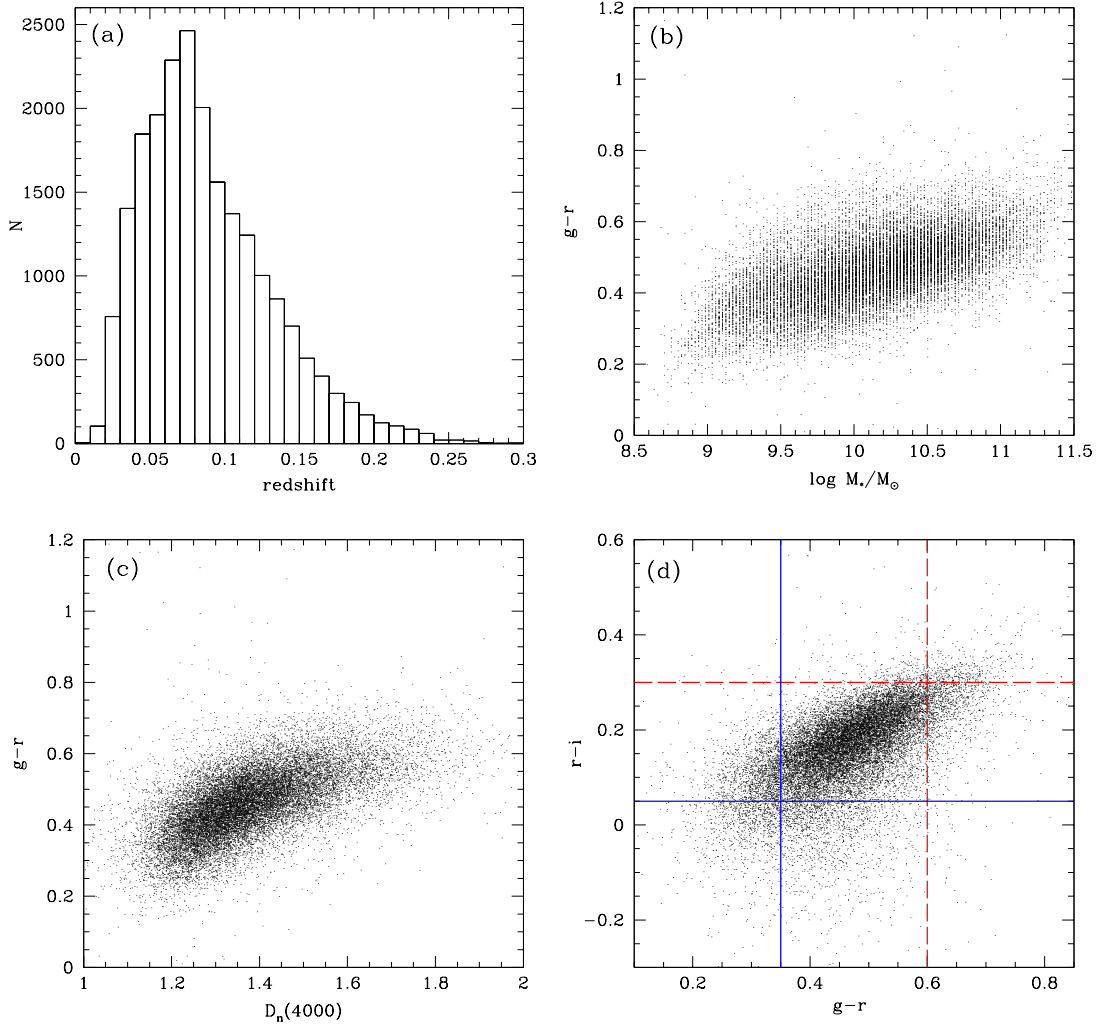 (a)
2500
2000
1500
1000
500
0
N
0 0.05 0.1 0.15 0.2 0.25 0.3
redshift
(b)
1.2
1
0.8
0.6
0.4
0.2
0
g-r
8.5 9 9.5 10 10.5 11 11.5
log M*/M⊙
(c)
1.2
1
0.8
0.6
0.4
0.2
0
g-r
1 1.2 1.4 1.6 1.8 2
Dn(4000)
(d)
0.6
0.4
0.2
0
-0.2
r-i
0.2 0.4 0.6 0.8
g-r